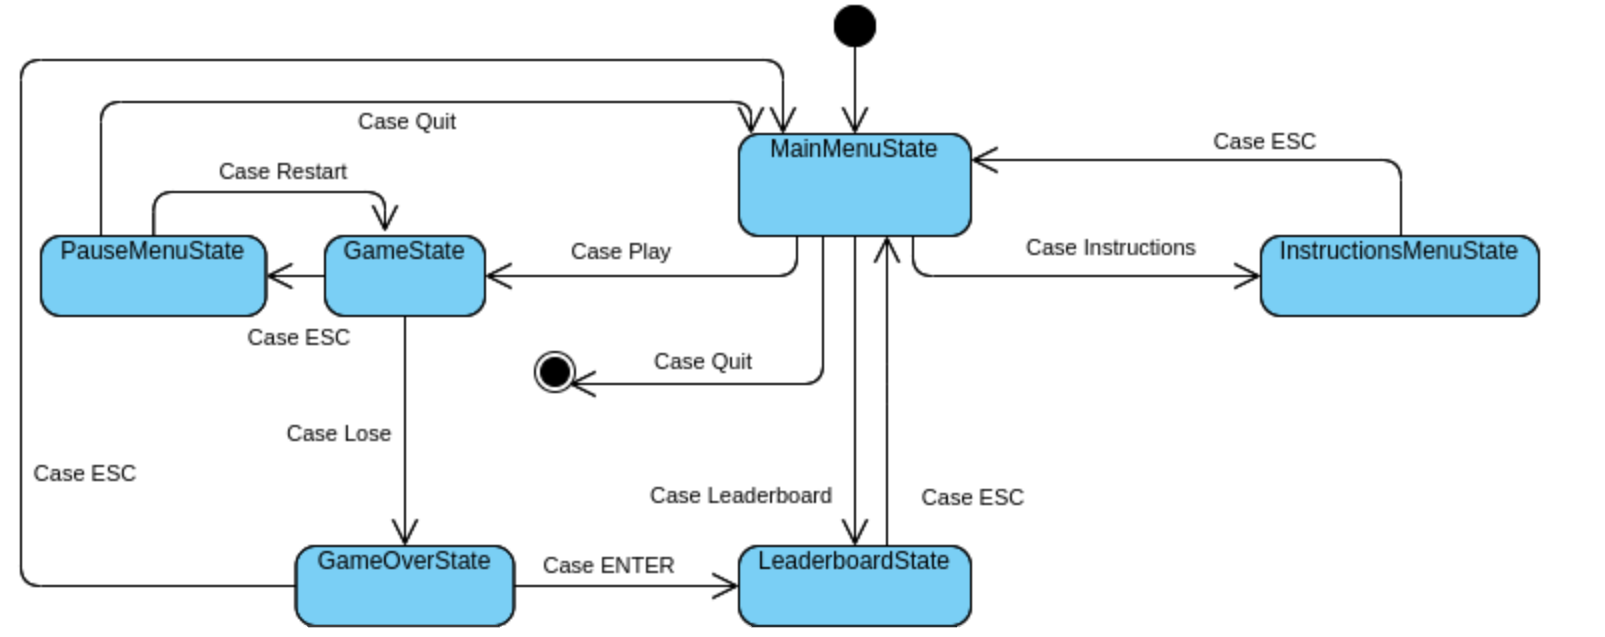 Case Quit
MainMenuState
Case ESC
Case Restart
PauseMenuState
GameState
Case Play
Case Instructions
InstructionsMenuState
Case ESC
Case Quit
Case Lose
Case ESC
Case Leaderboard
Case ESC
GameOverState
Case ENTER
LeaderboardState